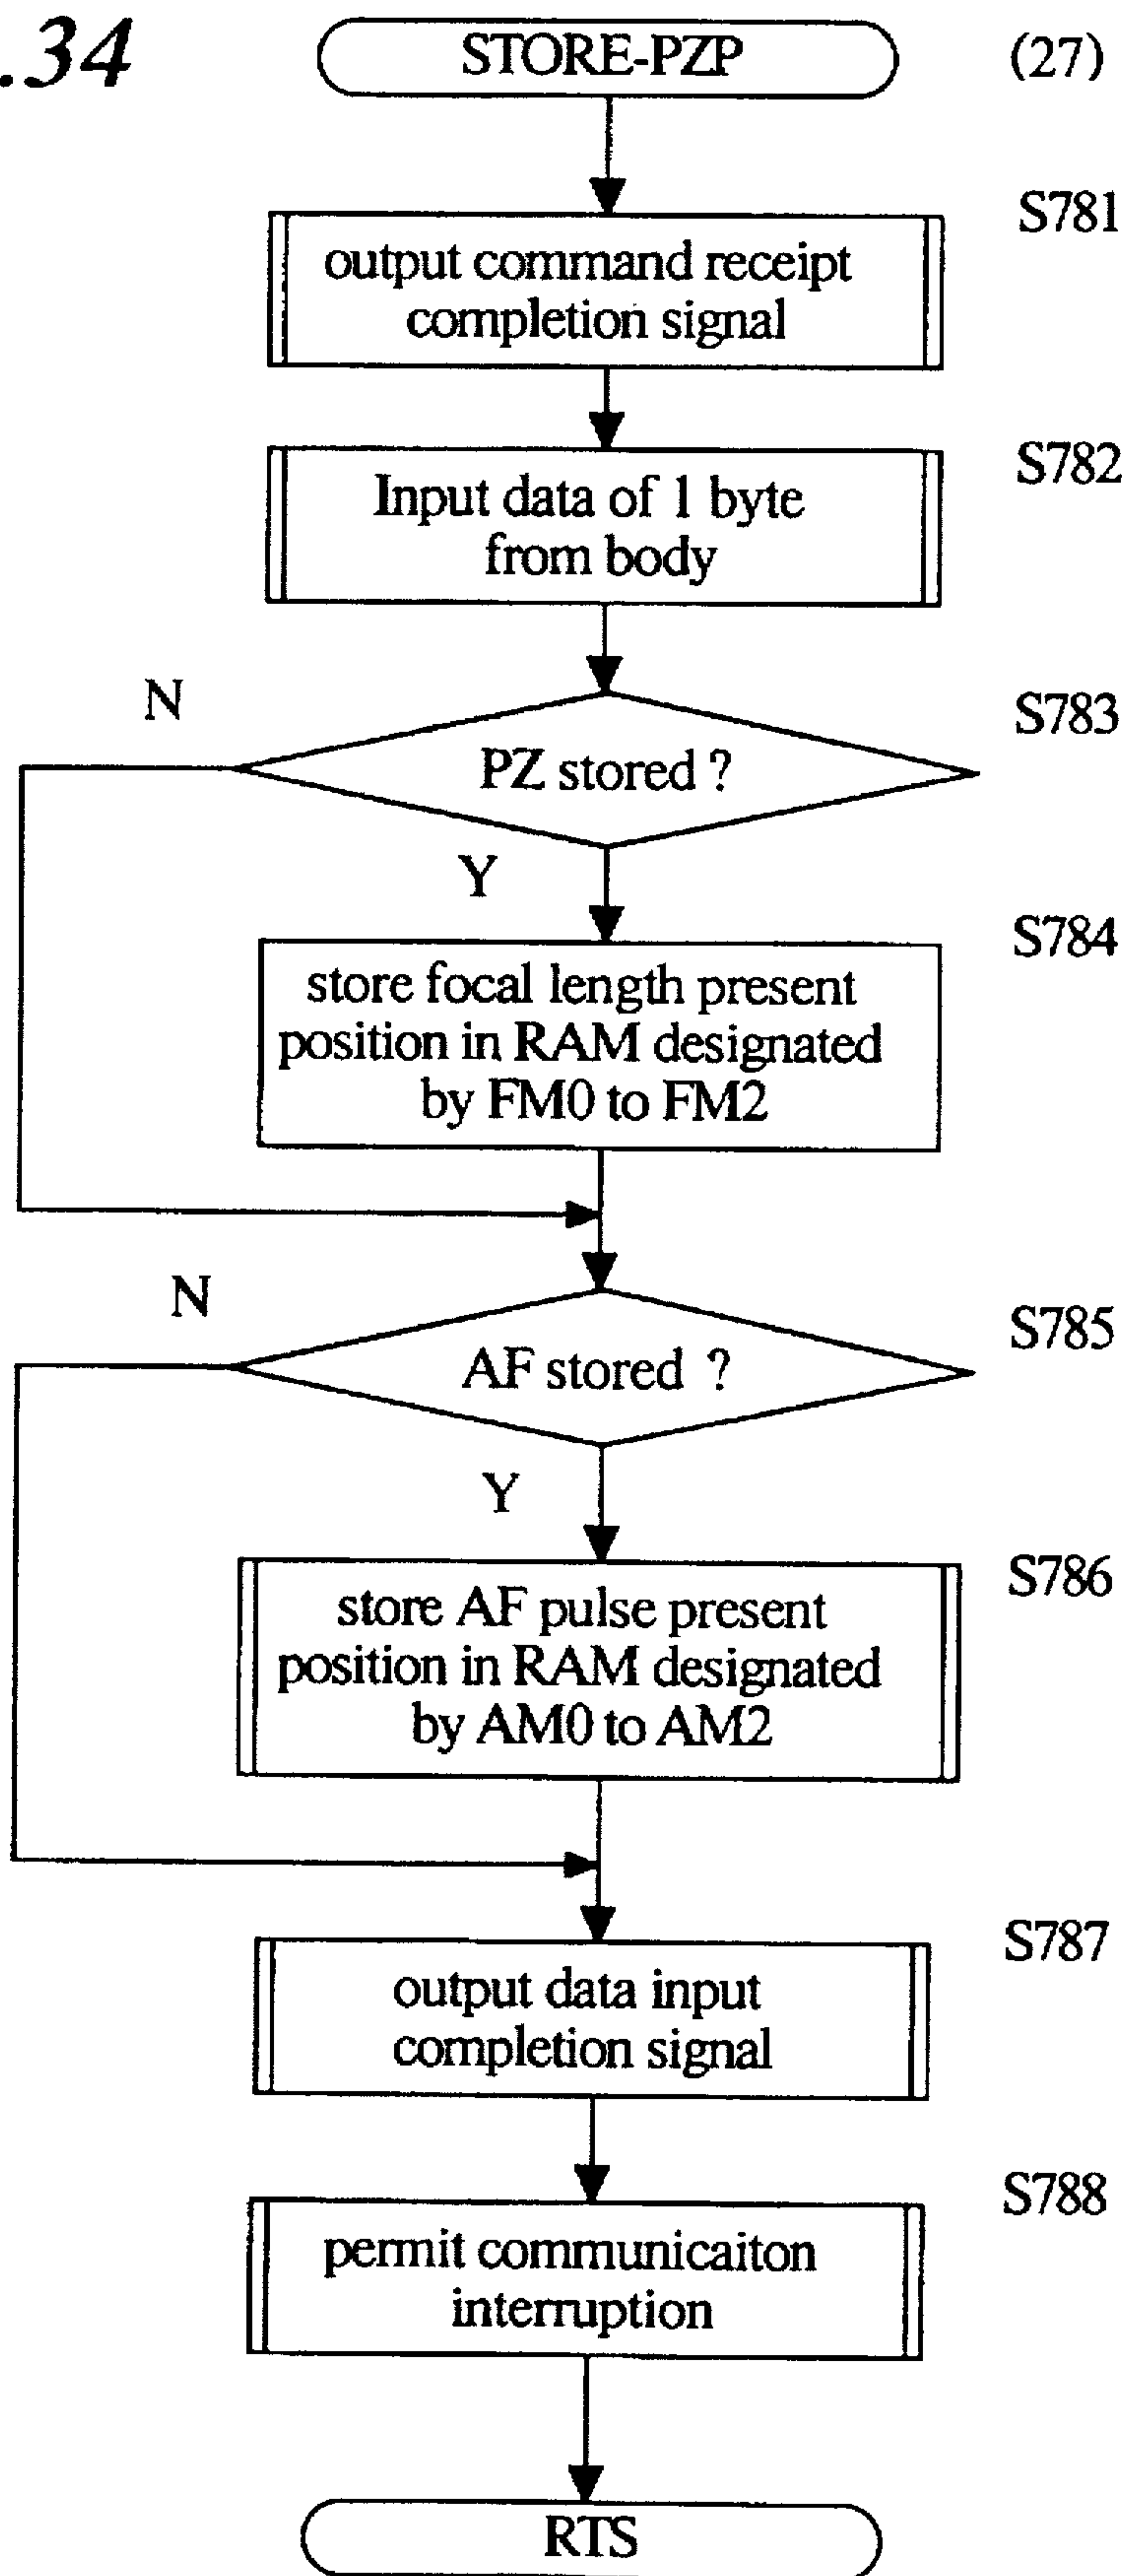 .34
STORE-PZP (27)
S781
output command receipt
completion signal
S782
Input data of 1 byte
from body
N
S783
PZ stored ?
Y
S784
store focal length present
position in RAM designated
by FM0 to FM2
N
S785
AF stored ?
Y
S786
store AF pulse present
position in RAM designated
by AM0 to AM2
S787
output data input
completion signal
S788
permit communicaiton
interruption
RTS